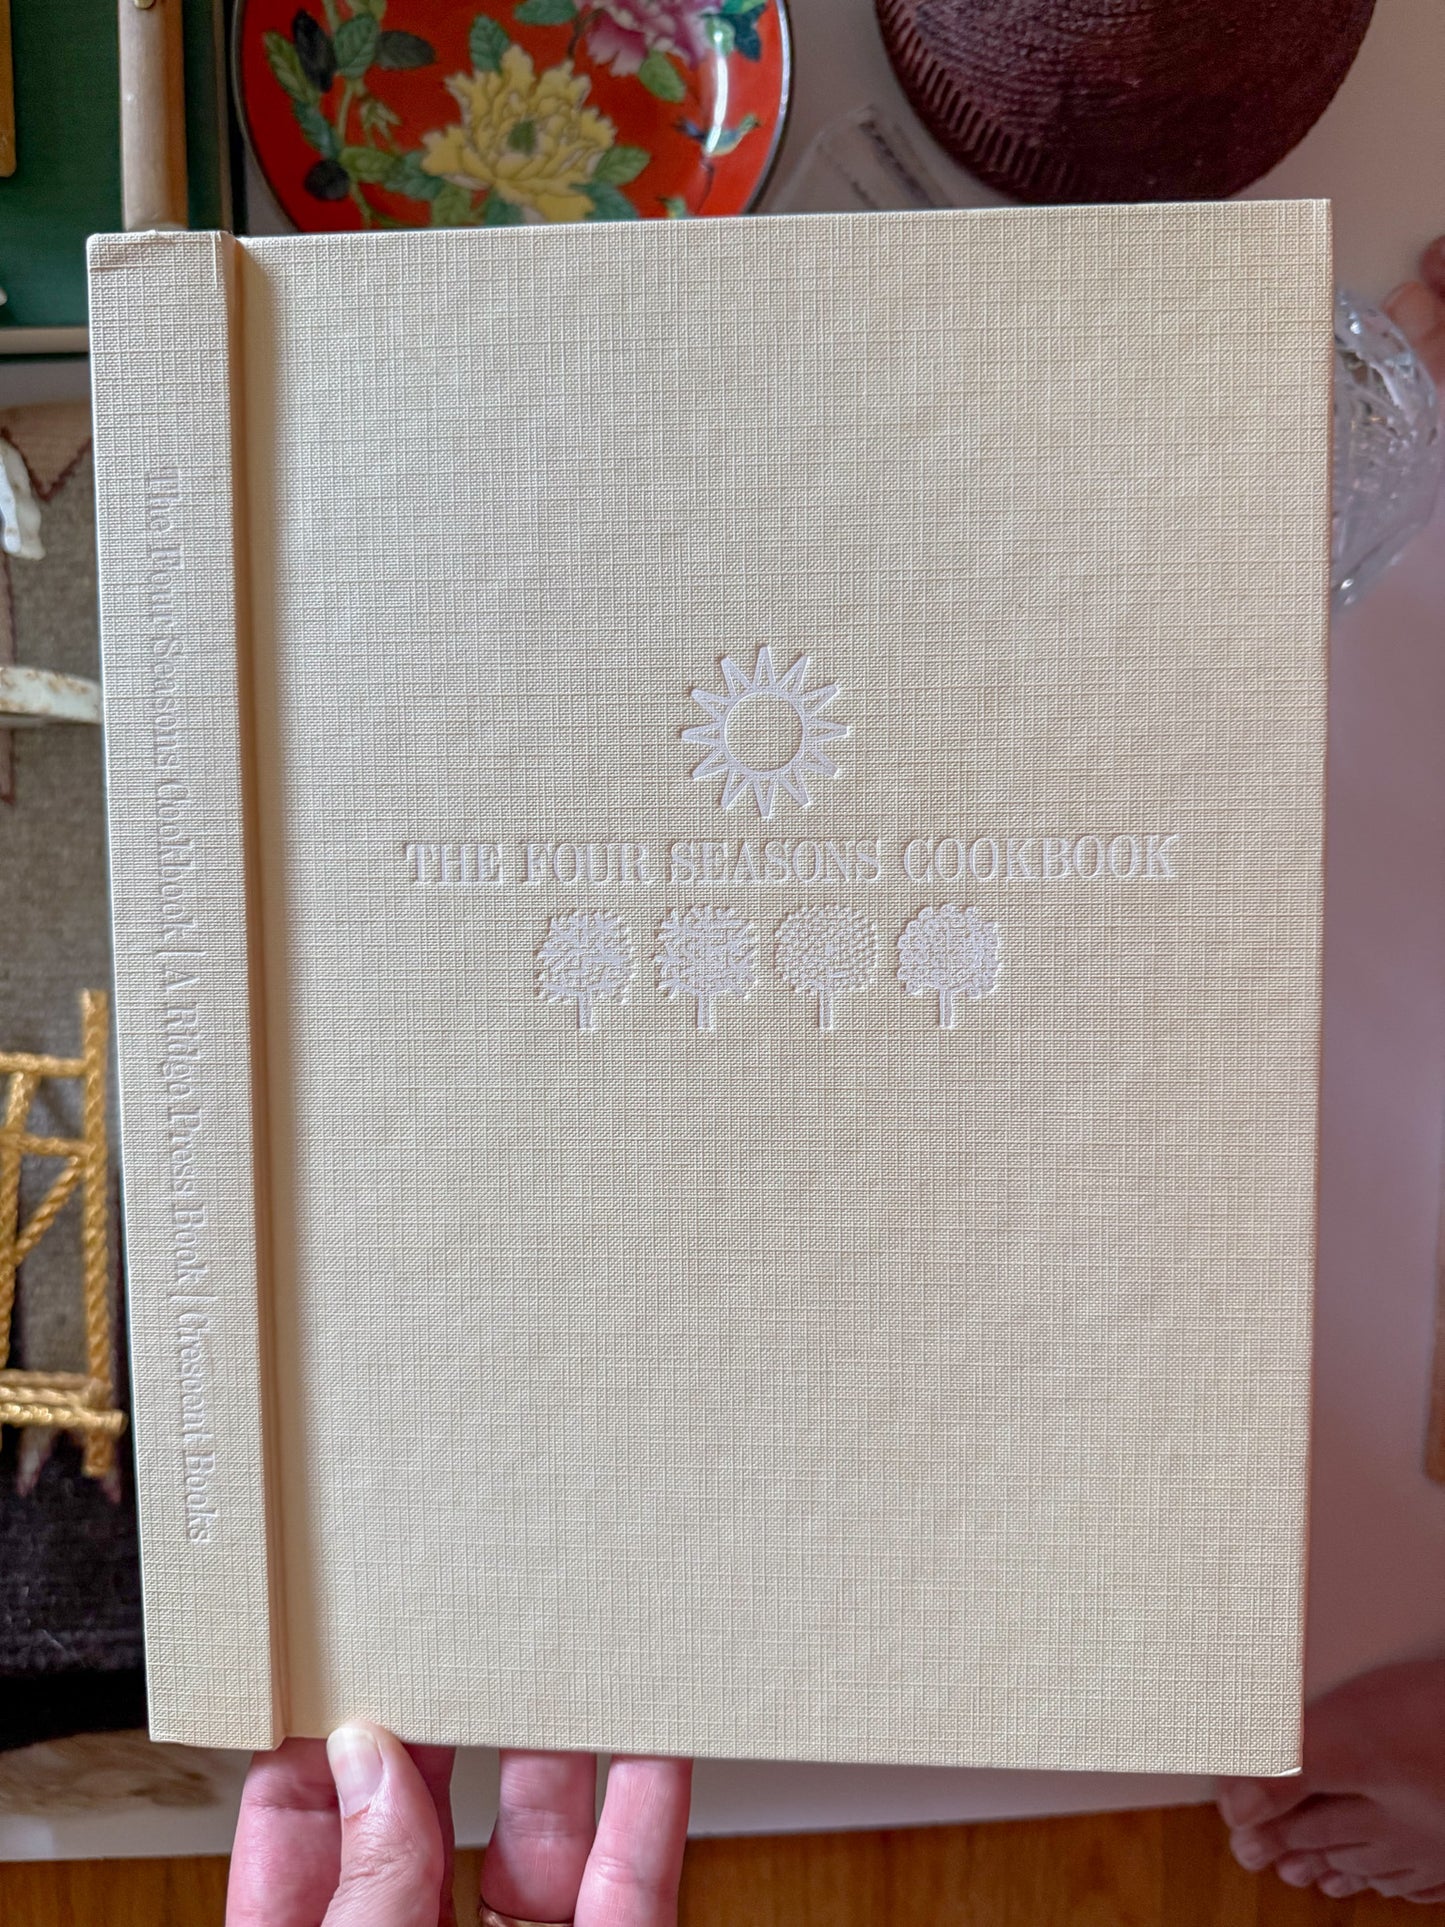 THE FOUR SEASONS COOKBOOK
The Four Seasons Cookbook | A Ridge Press Book | Crescent Books